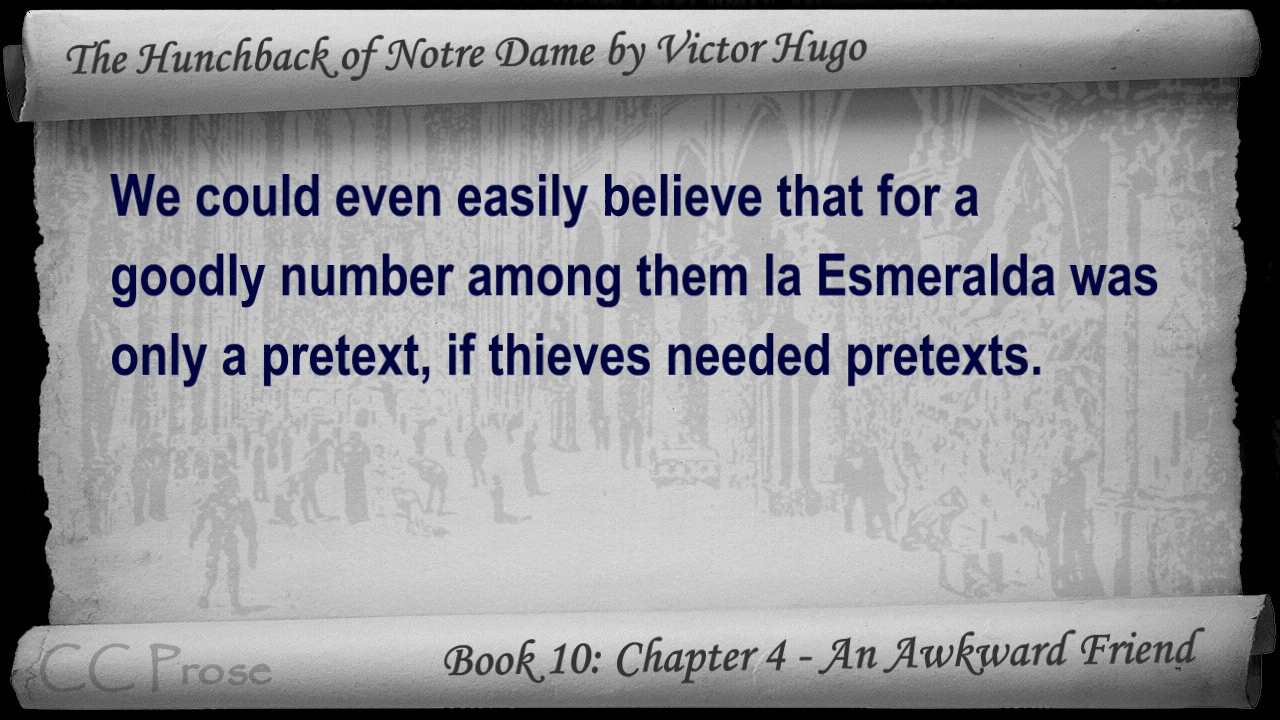 The Hunchback of Notre Dame by Victor Hugo
We could even easily believe that for a
goodly number among them la Esmeralda was
only a pretext, if thieves needed pretexts.
CC Prose
Book 10: Chapter 4 - An Awkward Friend